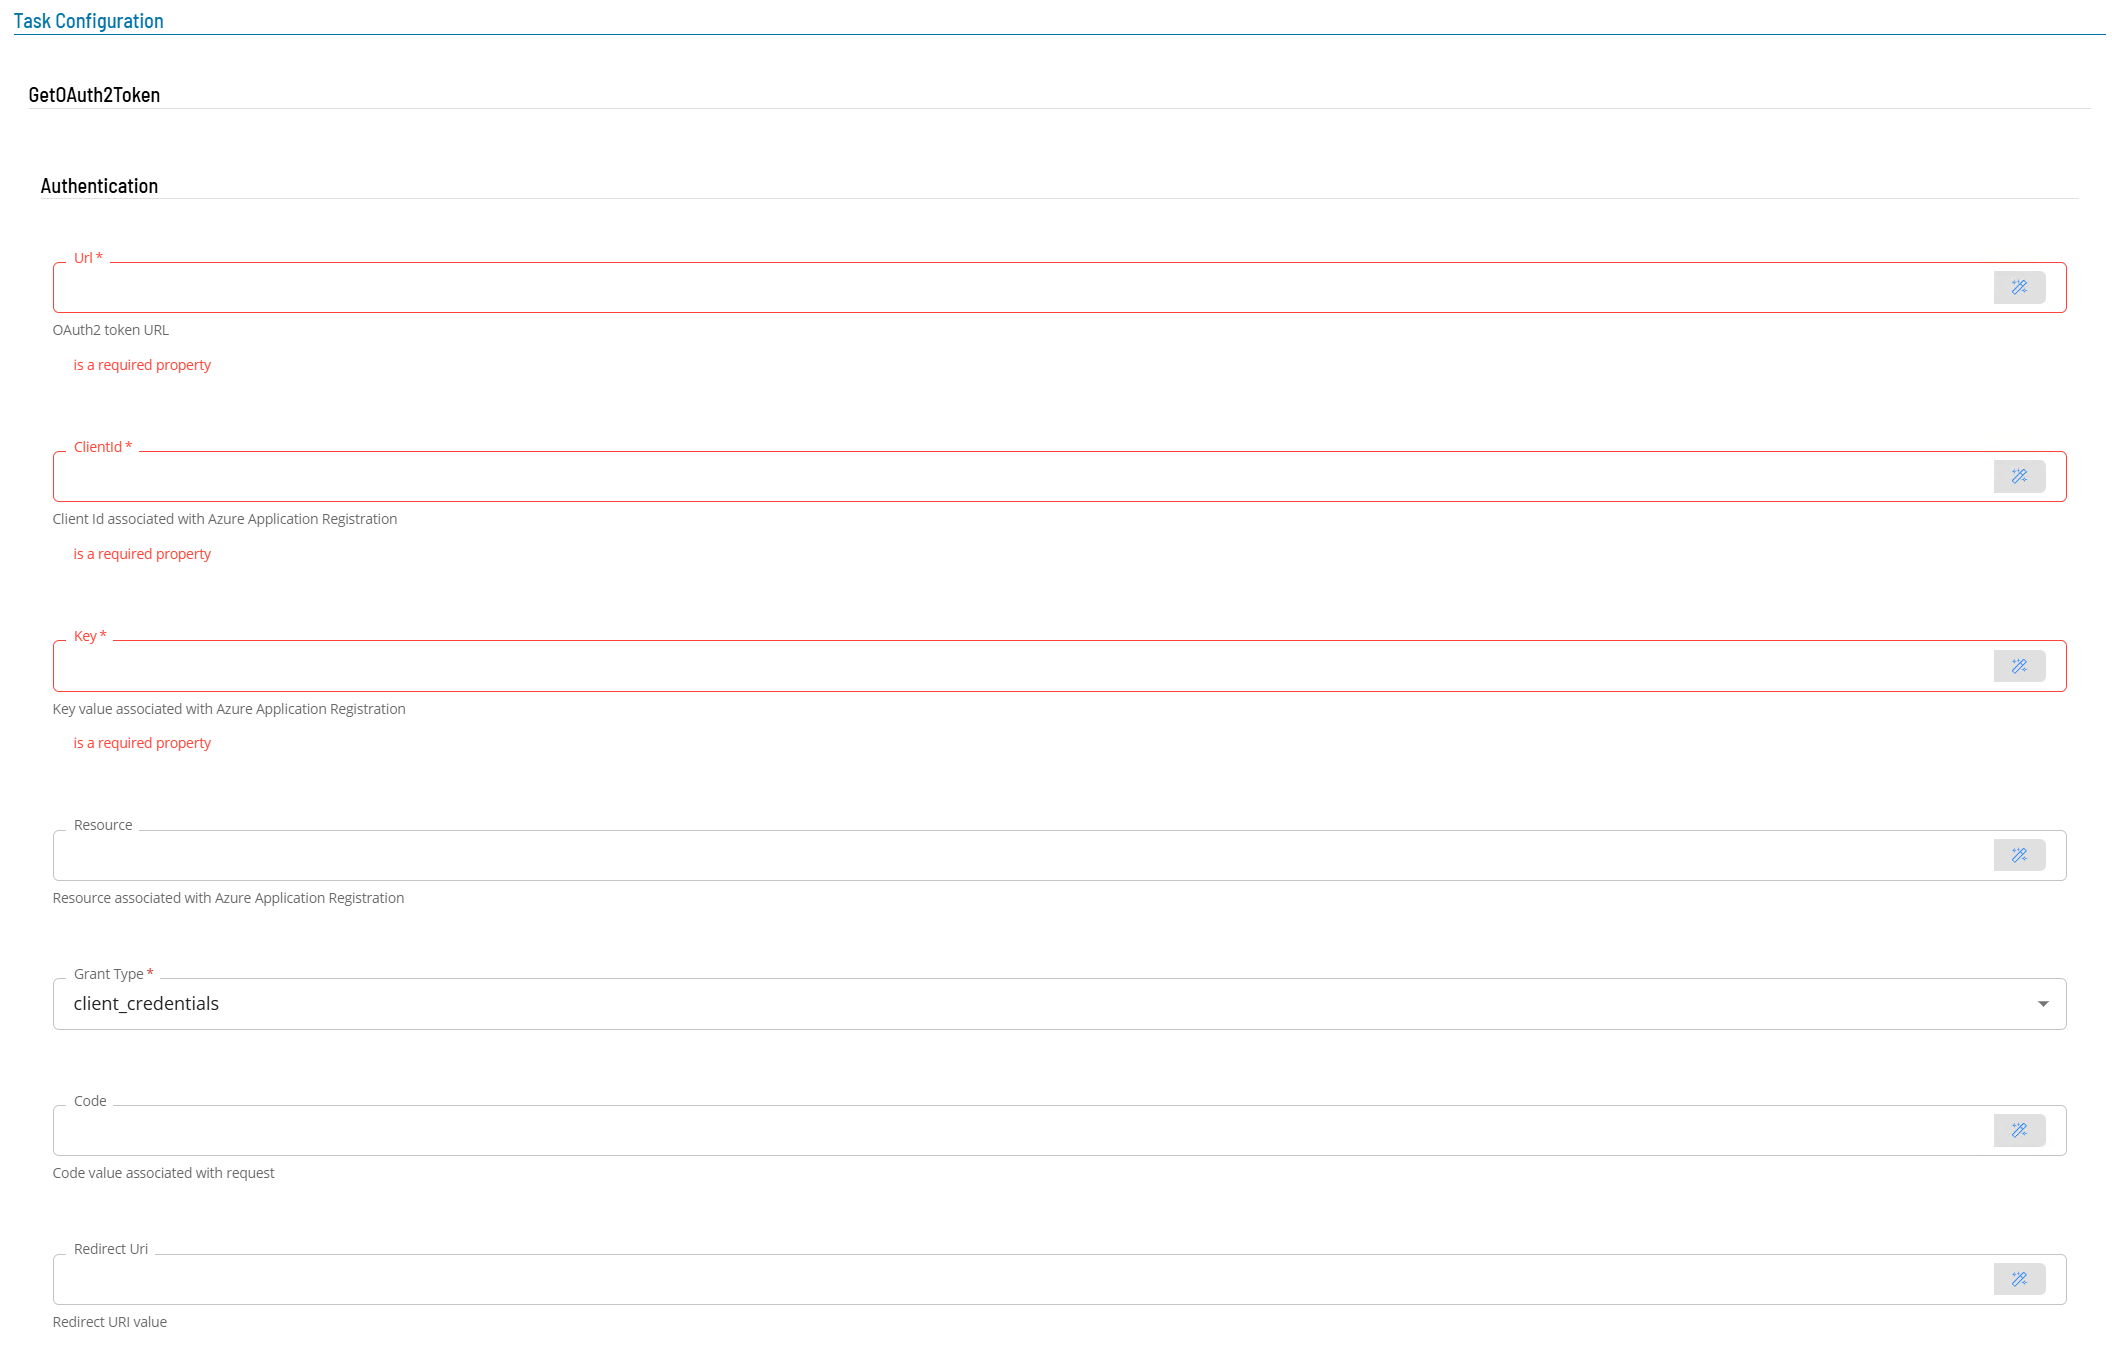 Task Configuration
GetOAuth2Token
Authentication
Url *
OAuth2 token URL
is a required property
ClientId *
Client Id associated with Azure Application Registration
is a required property
Key *
Key value associated with Azure Application Registration
is a required property
Resource
Resource associated with Azure Application Registration
Grant Type *
client_credentials
Code
Code value associated with request
Redirect Uri
Redirect URI value